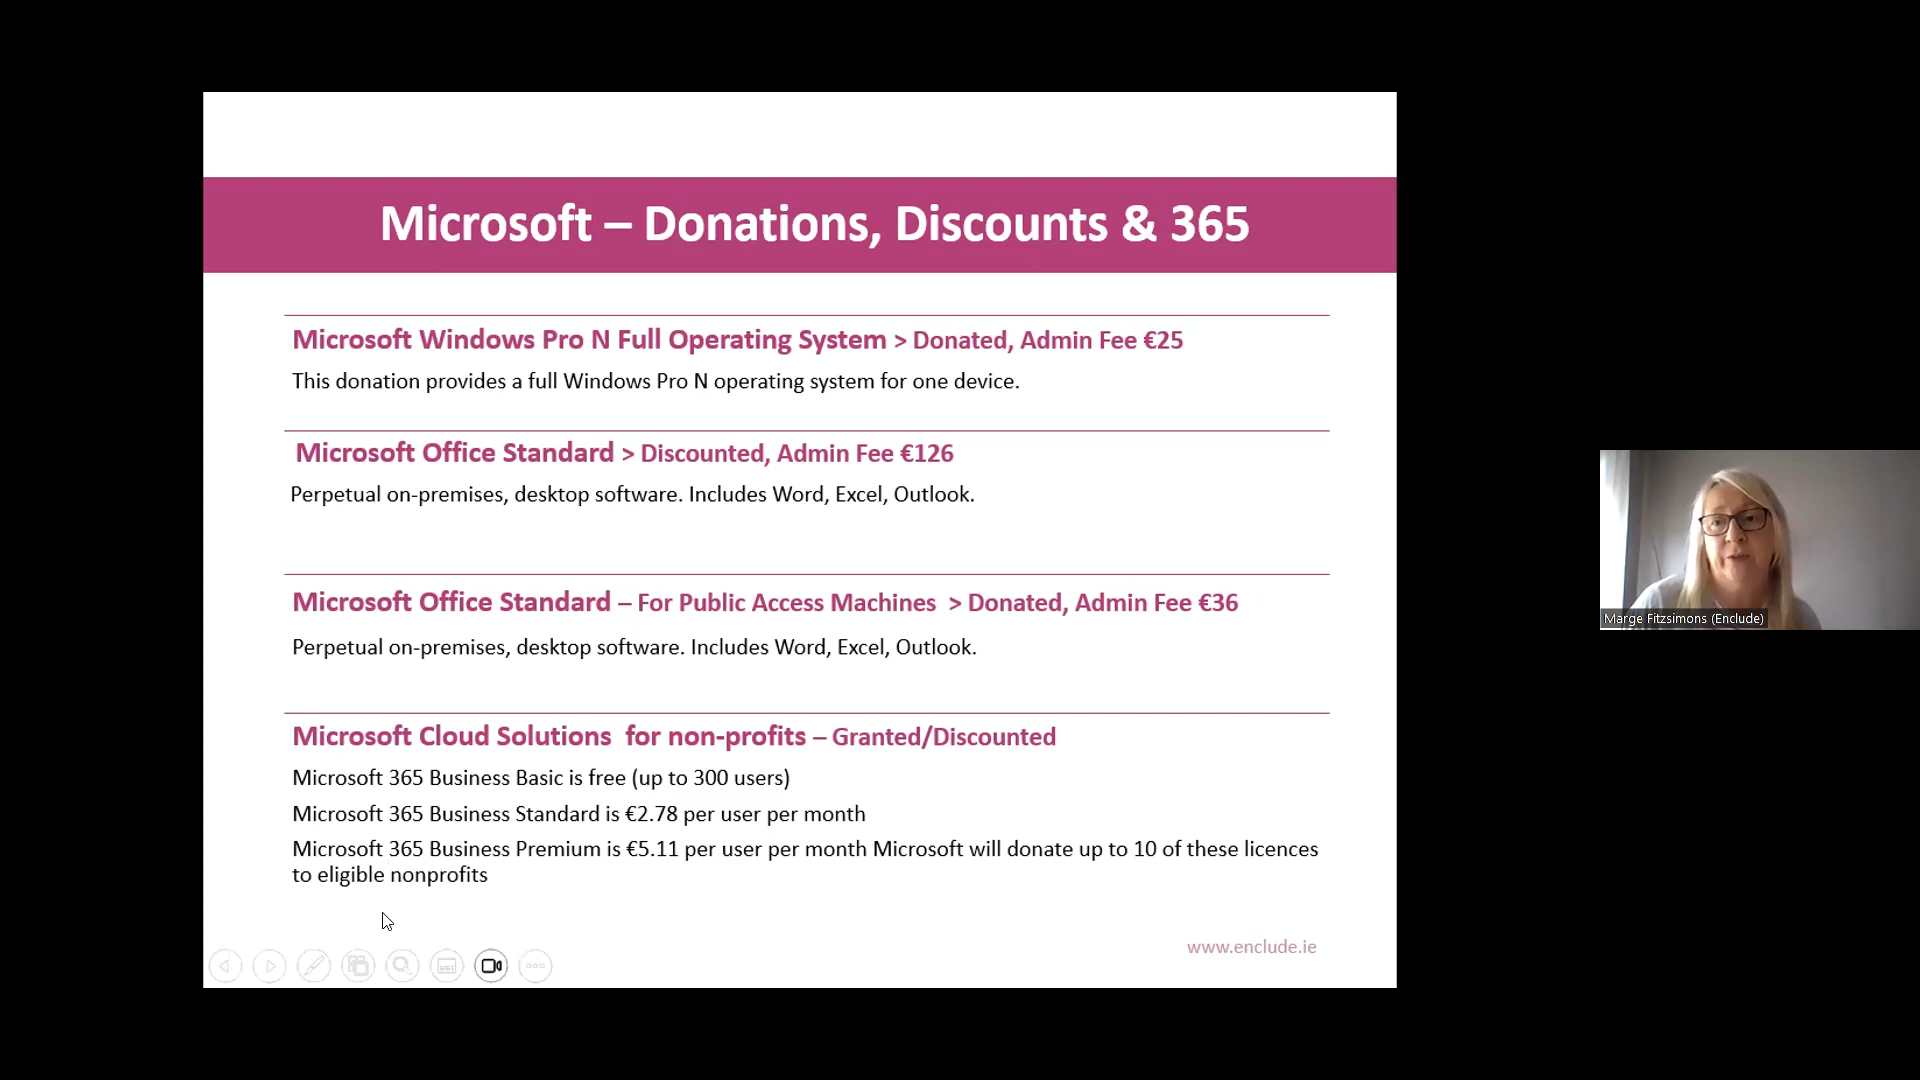 Microsoft – Donations, Discounts & 365
Microsoft Windows Pro N Full Operating System > Donated, Admin Fee €25
This donation provides a full Windows Pro N operating system for one device.
Microsoft Office Standard > Discounted, Admin Fee €126
Perpetual on-premises, desktop software. Includes Word, Excel, Outlook.
Microsoft Office Standard – For Public Access Machines > Donated, Admin Fee €36
Perpetual on-premises, desktop software. Includes Word, Excel, Outlook.
Microsoft Cloud Solutions for non-profits – Granted/Discounted
Microsoft 365 Business Basic is free (up to 300 users)
Microsoft 365 Business Standard is €2.78 per user per month
Microsoft 365 Business Premium is €5.11 per user per month Microsoft will donate up to 10 of these licences
to eligible nonprofits
www.enclude.ie
Marge Fitzsimons (Enclude)